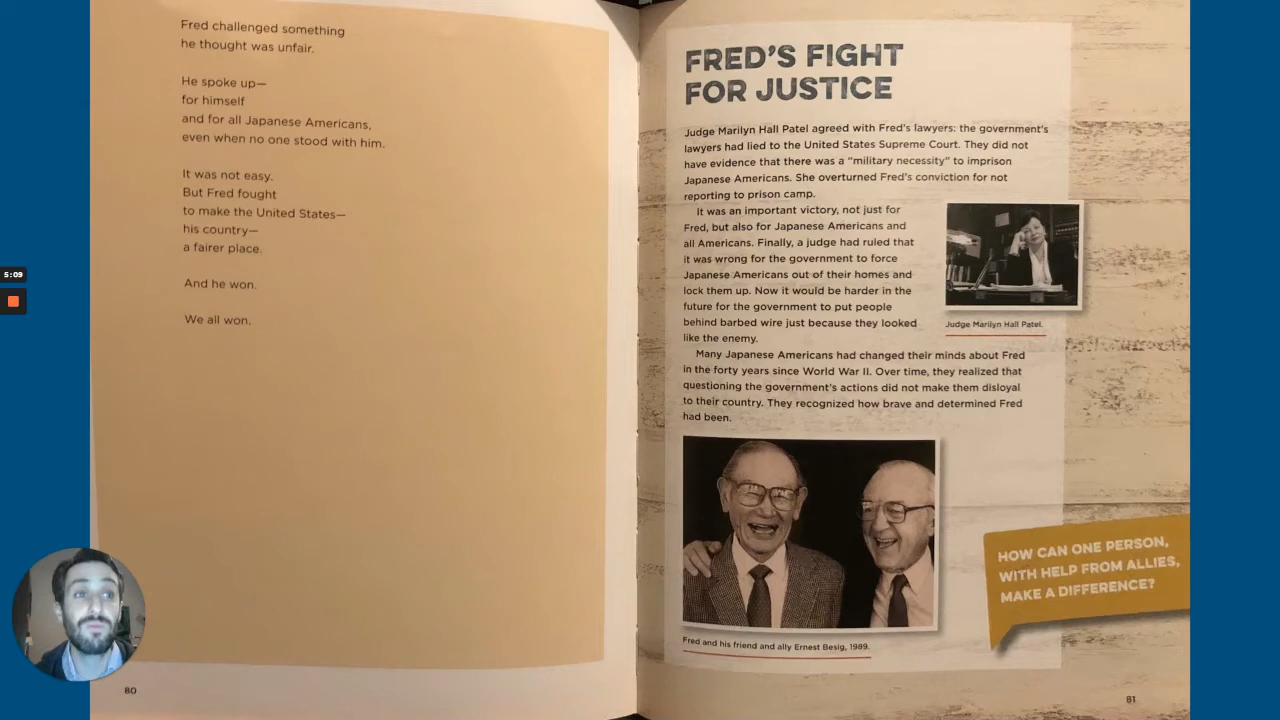 Fred challenged something
he thought was unfair.
He spoke up—
for himself
and for all Japanese Americans,
even when no one stood with him.
It was not easy.
But Fred fought
to make the United States—
his country—
a fairer place.
And he won.
We all won.
80
5:09
FRED'S FIGHT
FOR JUSTICE
Judge Marilyn Hall Patel agreed with Fred's lawyers: the government's
lawyers had lied to the United States Supreme Court. They did not
have evidence that there was a "military necessity" to imprison
Japanese Americans. She overturned Fred's conviction for not
reporting to prison camp.
It was an important victory, not just for
Fred, but also for Japanese Americans and
all Americans. Finally, a judge had ruled that
it was wrong for the government to force
Japanese Americans out of their homes and
lock them up. Now it would be harder in the
future for the government to put people
behind barbed wire just because they looked
like the enemy.
Judge Marilyn Hall Patel.
Many Japanese Americans had changed their minds about Fred
in the forty years since World War II. Over time, they realized that
questioning the government's actions did not make them disloyal
to their country. They recognized how brave and determined Fred
had been.
Fred and his friend and ally Ernest Besig, 1989.
HOW CAN ONE PERSON,
WITH HELP FROM ALLIES,
MAKE A DIFFERENCE?
81